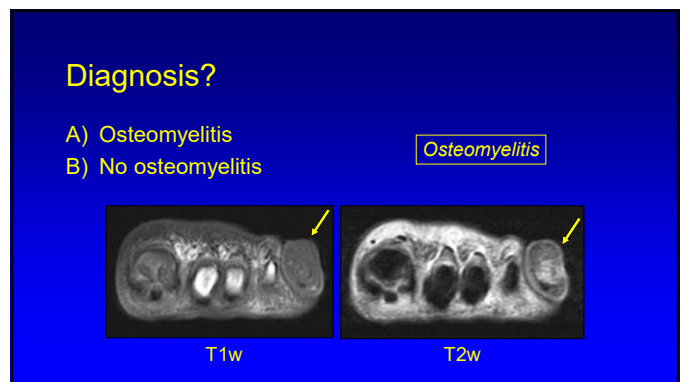 Diagnosis?
A) Osteomyelitis
B) No osteomyelitis
Osteomyelitis
T1w
T2w